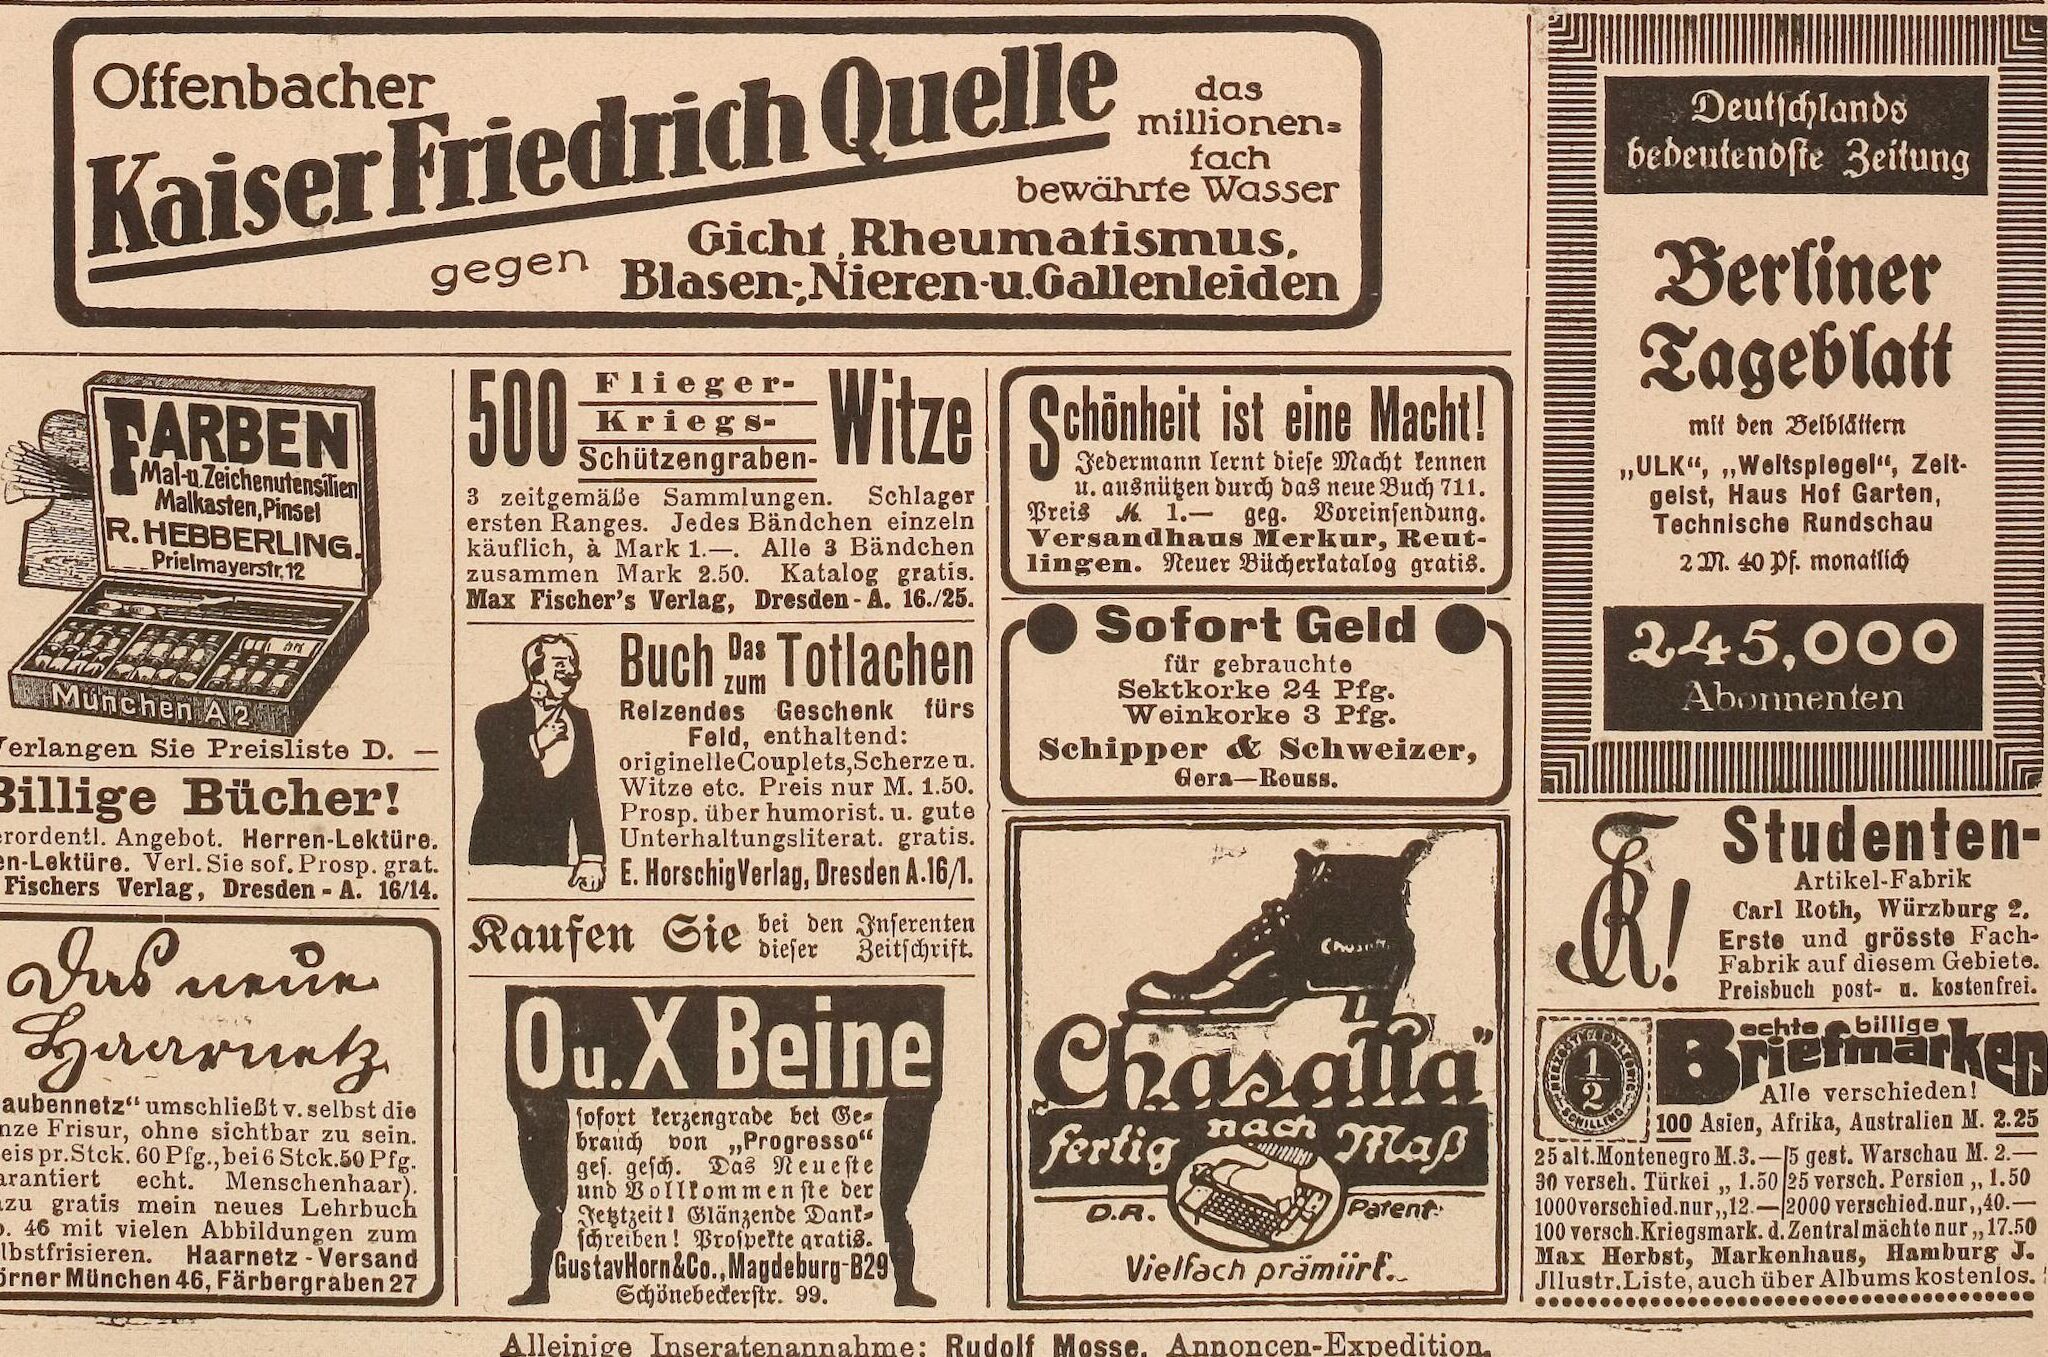 Offenbacher
Kaiser Friedrich Quelle
das
millionen=
fach
bewährte Wasser
gegen
Gicht, Rheumatismus,
Blasen-, Nieren- u. Gallenleiden
FARBEN
Mal-u. Zeichenutensilien
Malkasten, Pinsel
R. HEBBERLING.
Prielmayerstr. 12
München A 2
Verlangen Sie Preisliste D. —
Billige Bücher!
Angebot. Herren-Lektüre.
Verl. Sie sof. Prosp. grat.
Fischers Verlag, Dresden - A. 16/14.
Das neue
Haarnetz
umschließt v. selbst die
Frisur, ohne sichtbar zu sein.
pr. Stck. 60 Pfg., bei 6 Stck. 50 Pfg.
echt. Menschenhaar).
gratis mein neues Lehrbuch
46 mit vielen Abbildungen zum
Haarnetz - Versand
München 46, Färbergraben 27
500 Flieger-
Kriegs-
Schützengraben-
Witze
3 zeitgemäße Sammlungen. Schlager
ersten Ranges. Jedes Bändchen einzeln
käuflich, à Mark 1.—. Alle 3 Bändchen
zusammen Mark 2.50. Katalog gratis.
Max Fischer's Verlag, Dresden - A. 16./25.
Das
Buch zum Totlachen
Reizendes Geschenk fürs
Feld, enthaltend:
originelle Couplets, Scherze u.
Witze etc. Preis nur M. 1.50.
Prosp. über humorist. u. gute
Unterhaltungsliterat. gratis.
E. Horschig Verlag, Dresden A. 16/1.
Kaufen Sie bei den Inserenten
dieser Zeitschrift.
O u. X Beine
sofort kerzengrade bei Ge=
brauch von „Progresso“
ges. gesch. Das Neueste
und Vollkommenste der
Jetztzeit! Glänzende Dank=
schreiben! Prospekte gratis.
Gustav Horn & Co., Magdeburg-B29
Schönebeckerstr. 99.
Schönheit ist eine Macht!
Jedermann lernt diese Macht kennen
u. ausnützen durch das neue Buch 711.
Preis M. 1.— geg. Voreinsendung.
Versandhaus Merkur, Reut-
lingen. Neuer Bücherkatalog gratis.
Sofort Geld
für gebrauchte
Sektkorke 24 Pfg.
Weinkorke 3 Pfg.
Schipper & Schweizer,
Gera—Reuss.
„Chasalla“
fertig nach Maß
D.R. Patent
Vielfach prämiirt.
Deutschlands
bedeutendste Zeitung
Berliner
Tageblatt
mit den Beiblättern
„ULK“, „Weltspiegel“, Zeit-
geist, Haus Hof Garten,
Technische Rundschau
2 M. 40 Pf. monatlich
245,000
Abonnenten
Studenten-
Artikel-Fabrik
Carl Roth, Würzburg 2.
Erste und grösste Fach-
Fabrik auf diesem Gebiete.
Preisbuch post- u. kostenfrei.
1/2
SCHILLING
echte billige
Briefmarken
Alle verschieden!
100 Asien, Afrika, Australien M. 2.25
25 alt. Montenegro M. 3.— 5 gest. Warschau M. 2.—
30 versch. Türkei „ 1.50 25 versch. Persien „ 1.50
1000 verschied. nur „ 12.— 2000 verschied. nur „ 40.—
100 versch. Kriegsmark. d. Zentralmächte nur „ 17.50
Max Herbst, Markenhaus, Hamburg J.
Jllustr. Liste, auch über Albums kostenlos.
Alleinige Inseratenannahme: Rudolf Mosse, Annoncen-Expedition,